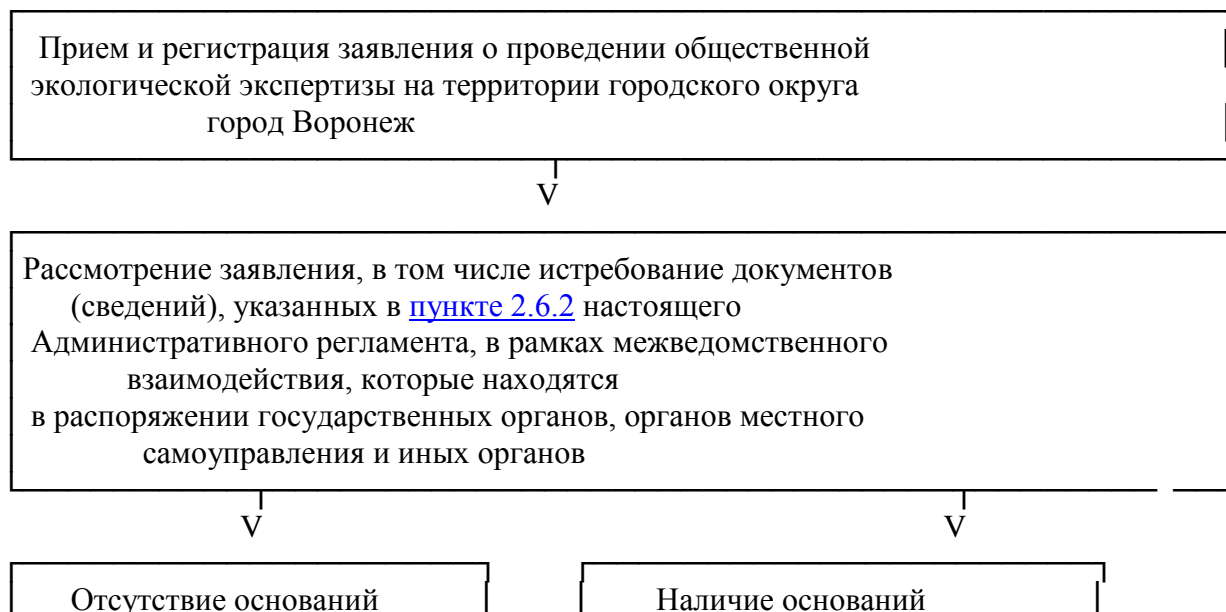 Прием и регистрация заявления о проведении общественной
экологической экспертизы на территории городского округа
город Воронеж
V
Рассмотрение заявления, в том числе истребование документов
(сведений), указанных в пункте 2.6.2 настоящего
Административного регламента, в рамках межведомственного
взаимодействия, которые находятся
в распоряжении государственных органов, органов местного
самоуправления и иных органов
V V
Отсутствие оснований Наличие оснований